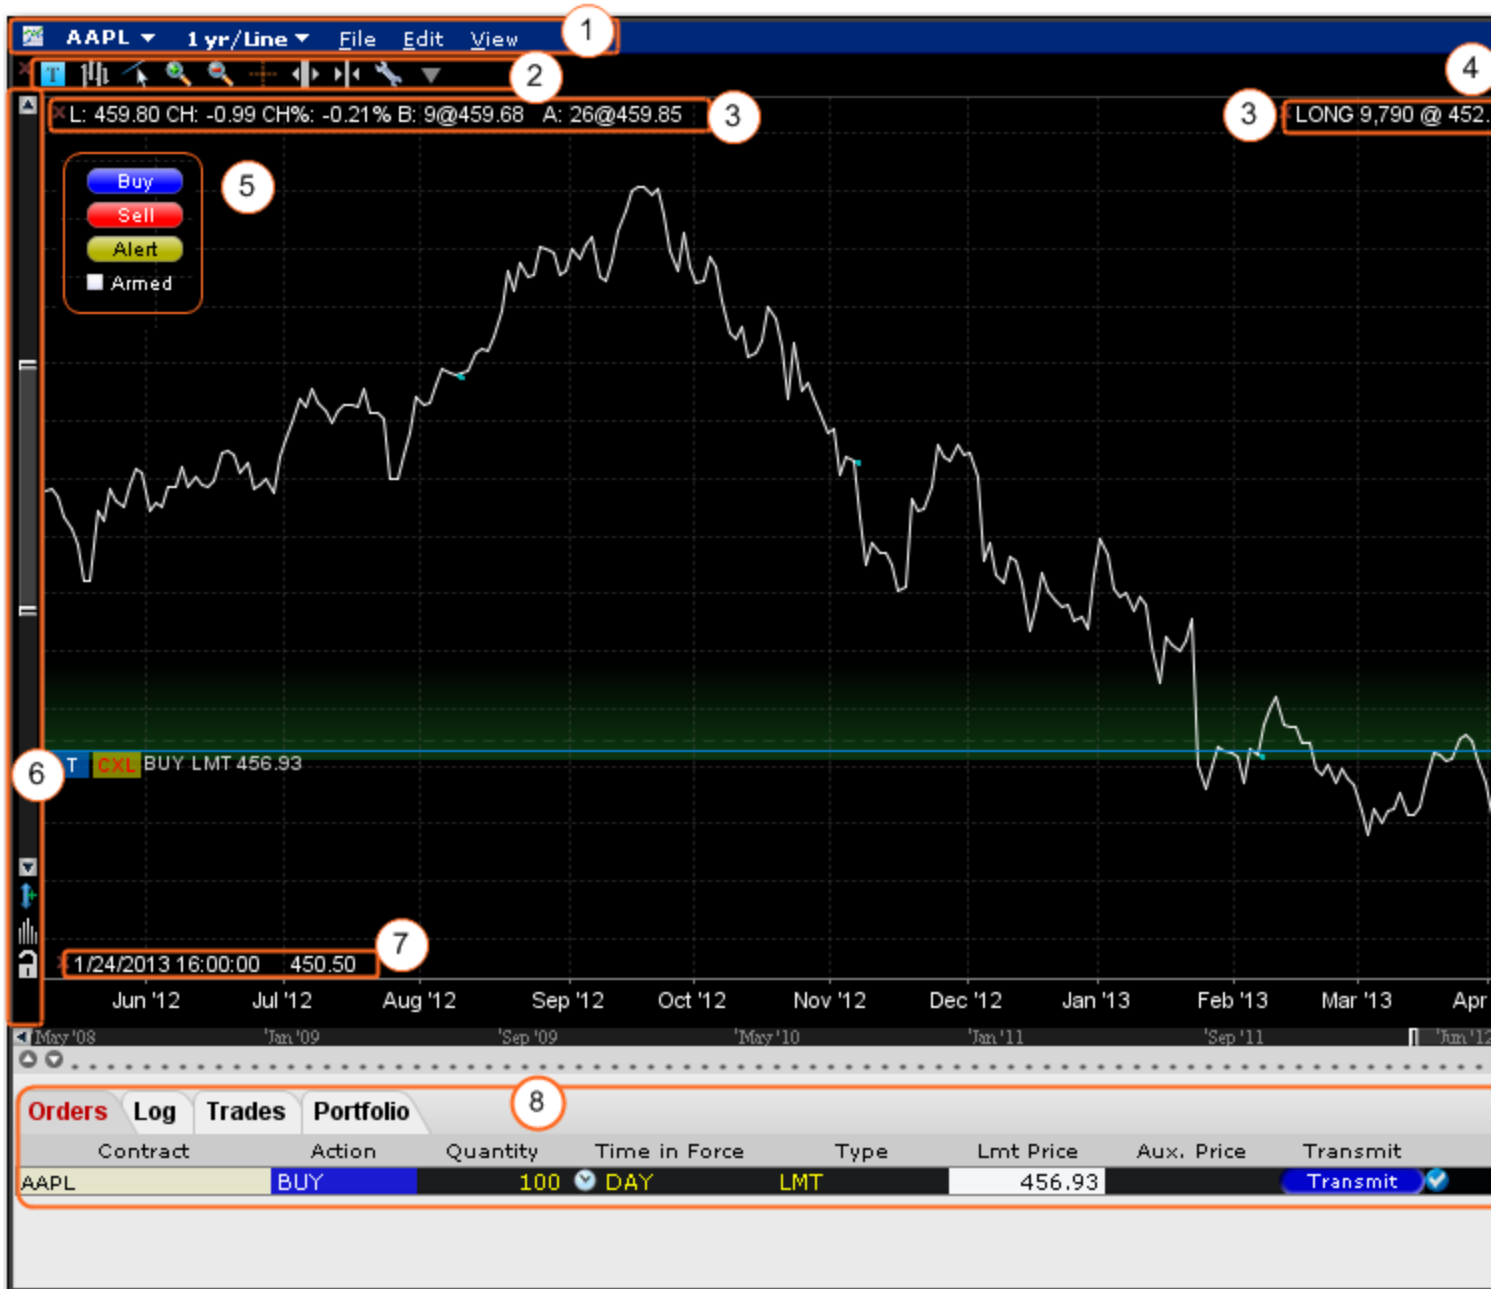 AAPL 1 yr/Line File Edit View 1
T 2 4
L: 459.80 CH: -0.99 CH%: -0.21% B: 9@459.68 A: 26@459.85 3 3 LONG 9,790 @ 452.
Buy 5
Sell
Alert
Armed
6 T CXL BUY LMT 456.93
1/24/2013 16:00:00 450.50 7
Jun '12 Jul '12 Aug '12 Sep '12 Oct '12 Nov '12 Dec '12 Jan '13 Feb '13 Mar '13 Apr
May '08 'Jan '09 'Sep '09 'May '10 'Jan '11 'Sep '11 'Jun '12
Orders Log Trades Portfolio 8
Contract Action Quantity Time in Force Type Lmt Price Aux. Price Transmit
AAPL BUY 100 DAY LMT 456.93 Transmit